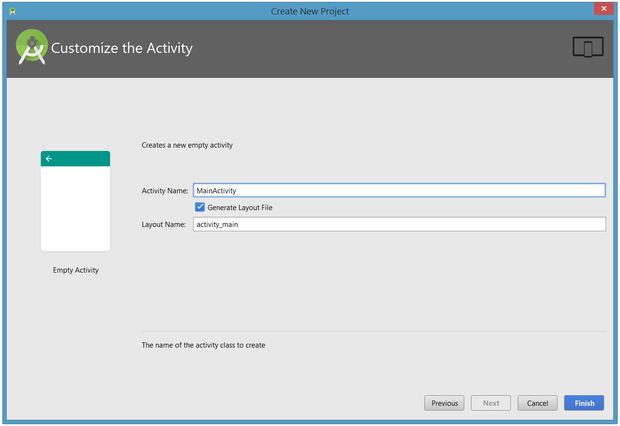 Create New Project
Customize the Activity
Creates a new empty activity
Activity Name: MainActivity
Generate Layout File
Layout Name: activity_main
Empty Activity
The name of the activity class to create
Previous Next Cancel Finish